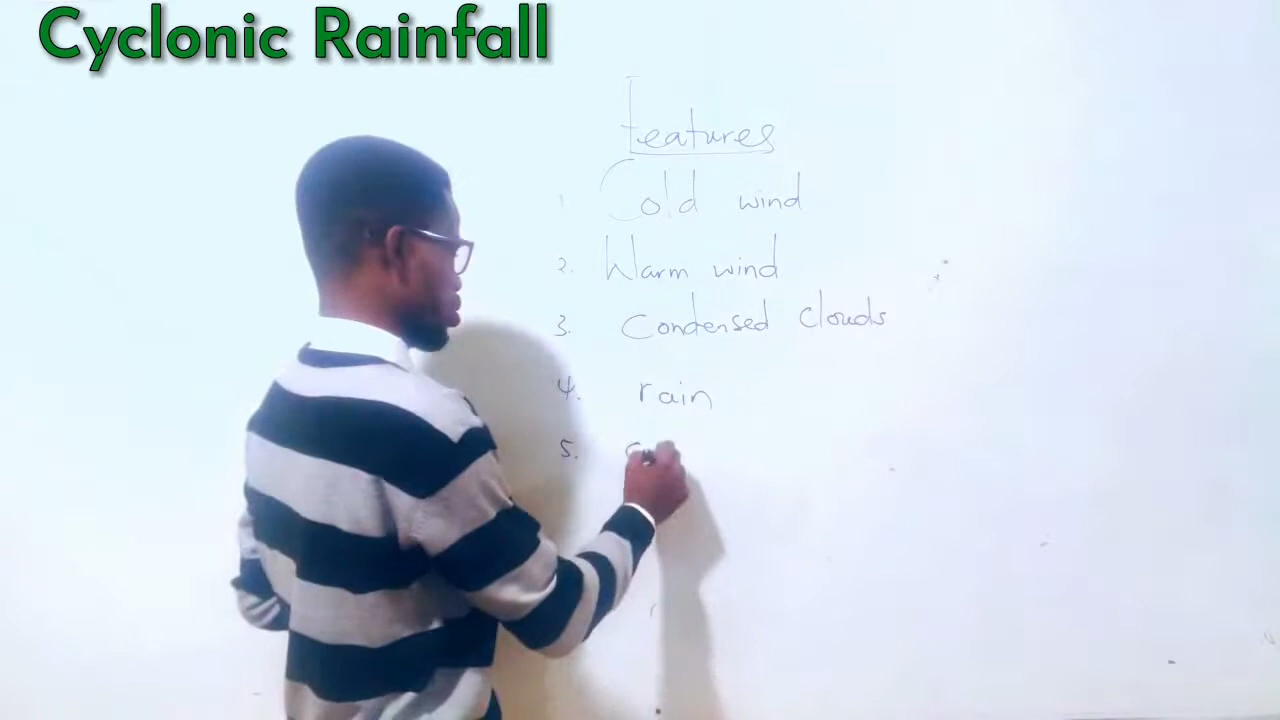 Cyclonic Rainfall
Features
1 Cold wind
2. Warm wind
3. Condensed Clouds
4. rain
5.